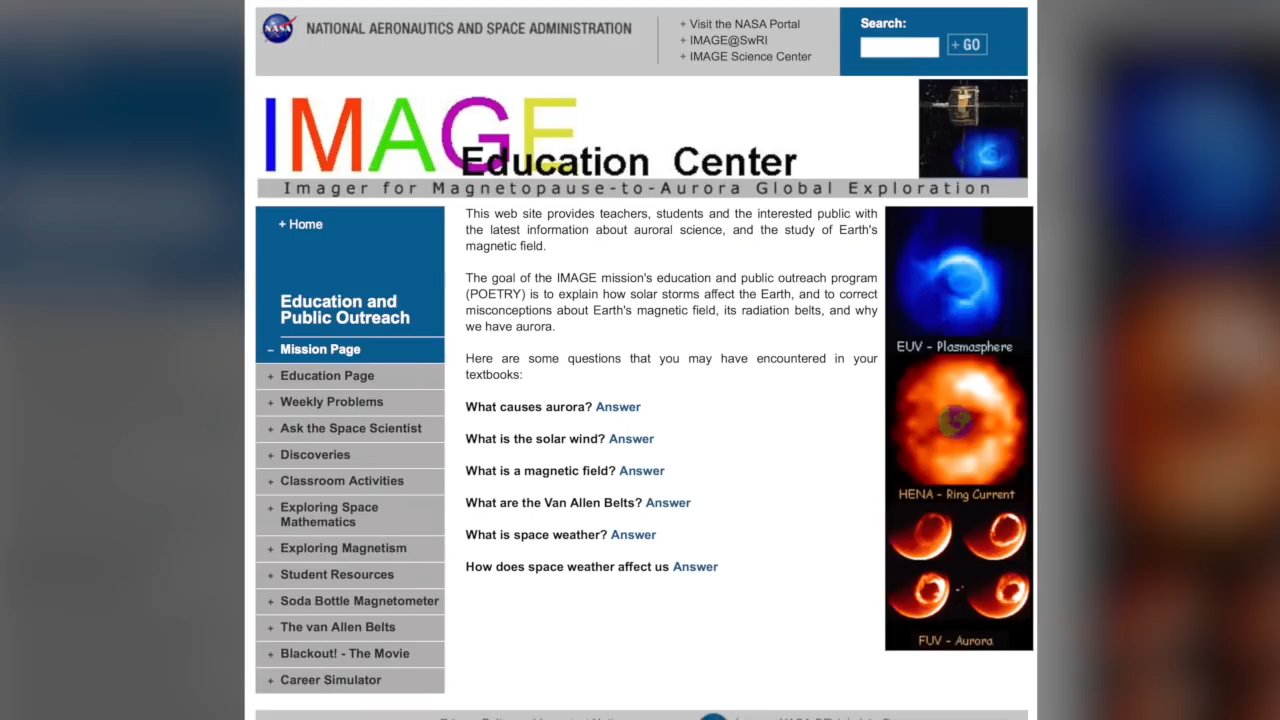 NASA
NATIONAL AERONAUTICS AND SPACE ADMINISTRATION
+ Visit the NASA Portal
+ IMAGE@SwRI
+ IMAGE Science Center
Search:
+ GO
IMAGE
Education Center
Imager for Magnetopause-to-Aurora Global Exploration
+ Home
Education and
Public Outreach
– Mission Page
+ Education Page
+ Weekly Problems
+ Ask the Space Scientist
+ Discoveries
+ Classroom Activities
+ Exploring Space
Mathematics
+ Exploring Magnetism
+ Student Resources
+ Soda Bottle Magnetometer
+ The van Allen Belts
+ Blackout! - The Movie
+ Career Simulator
This web site provides teachers, students and the interested public with
the latest information about auroral science, and the study of Earth's
magnetic field.
The goal of the IMAGE mission's education and public outreach program
(POETRY) is to explain how solar storms affect the Earth, and to correct
misconceptions about Earth's magnetic field, its radiation belts, and why
we have aurora.
Here are some questions that you may have encountered in your
textbooks:
What causes aurora? Answer
What is the solar wind? Answer
What is a magnetic field? Answer
What are the Van Allen Belts? Answer
What is space weather? Answer
How does space weather affect us Answer
EUV - Plasmasphere
HENA - Ring Current
FUV - Aurora